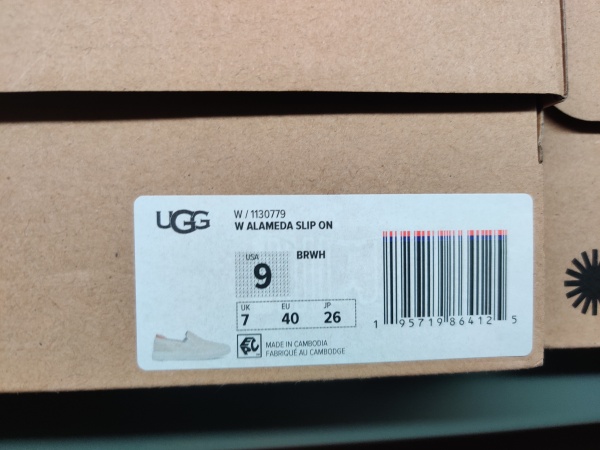 UGG
W / 1130779
W ALAMEDA SLIP ON
USA
9
BRWH
UK EU JP
7 40 26
MADE IN CAMBODIA
FABRIQUÉ AU CAMBODGE
1 95719 86412 5